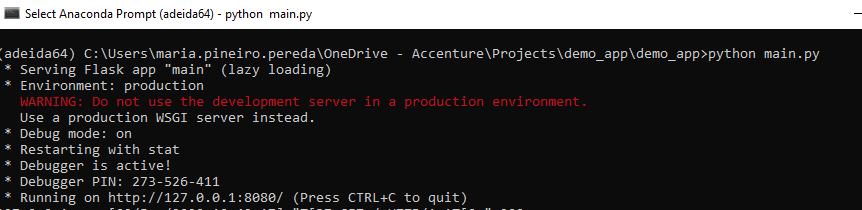 Select Anaconda Prompt (adeida64) - python main.py
(adeida64) C:\Users\maria.pineiro.pereda\OneDrive - Accenture\Projects\demo_app\demo_app>python main.py
* Serving Flask app "main" (lazy loading)
* Environment: production
WARNING: Do not use the development server in a production environment.
Use a production WSGI server instead.
* Debug mode: on
* Restarting with stat
* Debugger is active!
* Debugger PIN: 273-526-411
* Running on http://127.0.0.1:8080/ (Press CTRL+C to quit)